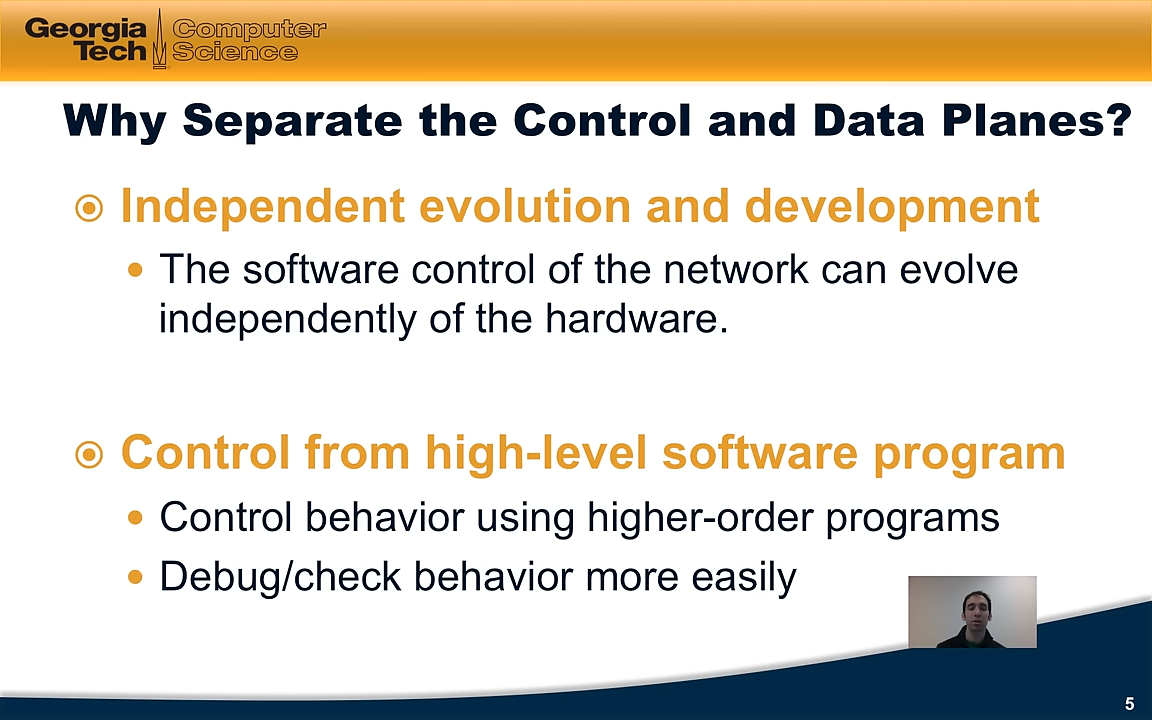 Georgia Tech
Computer Science
Why Separate the Control and Data Planes?
Independent evolution and development
The software control of the network can evolve
independently of the hardware.
Control from high-level software program
Control behavior using higher-order programs
Debug/check behavior more easily
5